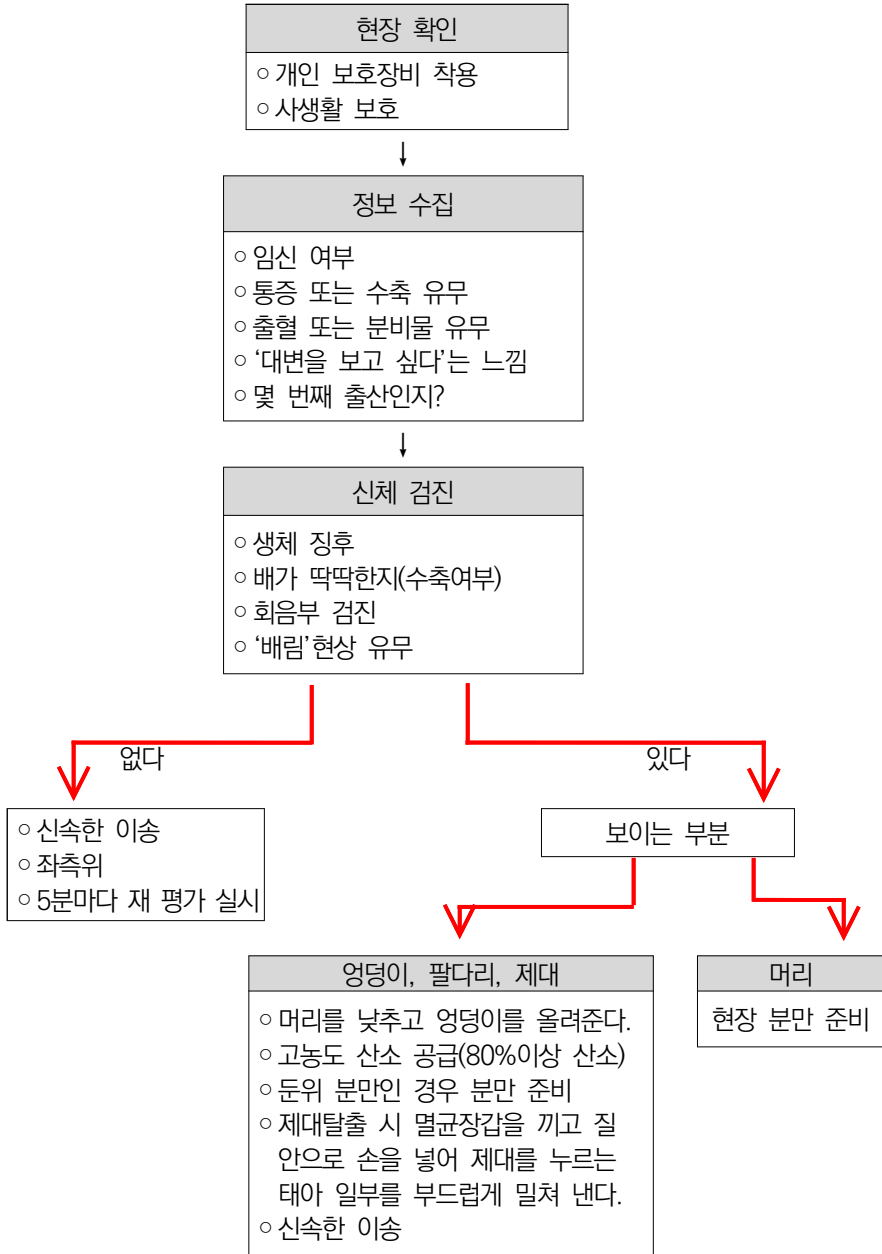 현장 확인
○ 개인 보호장비 착용
○ 사생활 보호
정보 수집
○ 임신 여부
○ 통증 또는 수축 유무
○ 출혈 또는 분비물 유무
○ ‘대변을 보고 싶다’는 느낌
○ 몇 번째 출산인지?
신체 검진
○ 생체 징후
○ 배가 딱딱한지(수축여부)
○ 회음부 검진
○ ‘배림’현상 유무
없다
있다
○ 신속한 이송
○ 좌측위
○ 5분마다 재 평가 실시
보이는 부분
엉덩이, 팔다리, 제대
○ 머리를 낮추고 엉덩이를 올려준다.
○ 고농도 산소 공급(80%이상 산소)
○ 둔위 분만인 경우 분만 준비
○ 제대탈출 시 멸균장갑을 끼고 질
안으로 손을 넣어 제대를 누르는
태아 일부를 부드럽게 밀쳐 낸다.
○ 신속한 이송
머리
현장 분만 준비